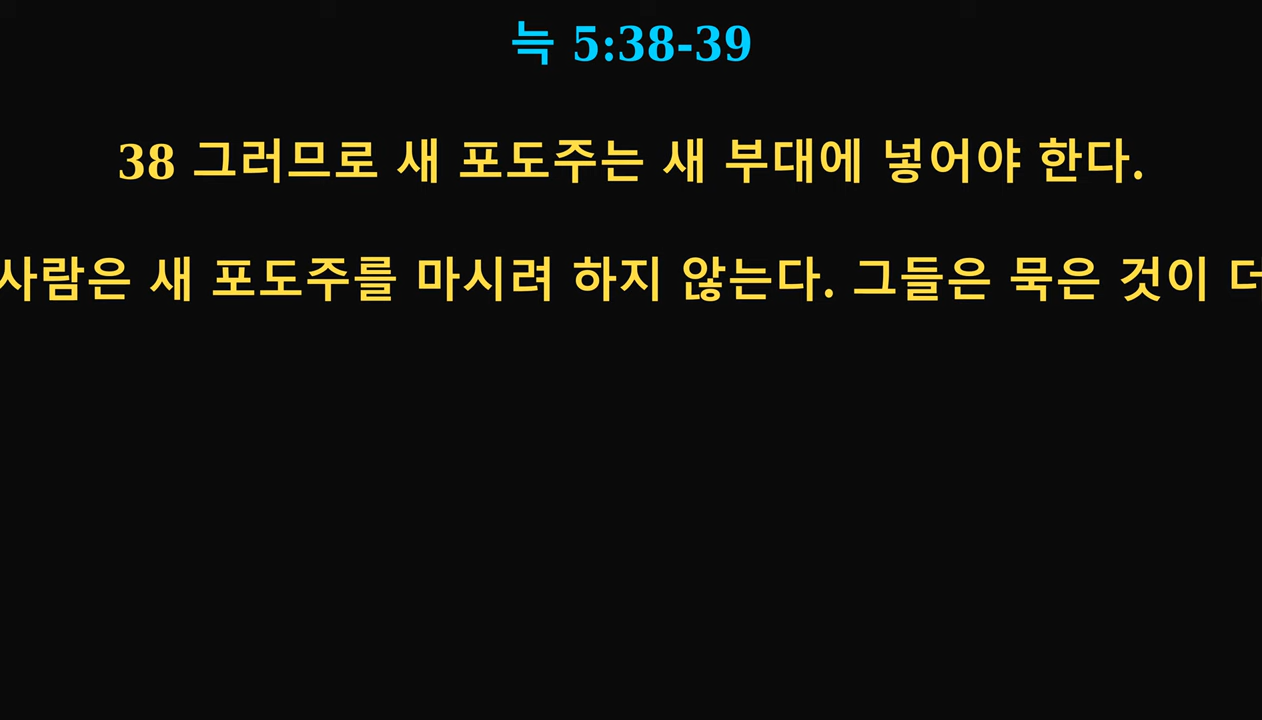 늑 5:38-39
38 그러므로 새 포도주는 새 부대에 넣어야 한다.
사람은 새 포도주를 마시려 하지 않는다. 그들은 묵은 것이 더